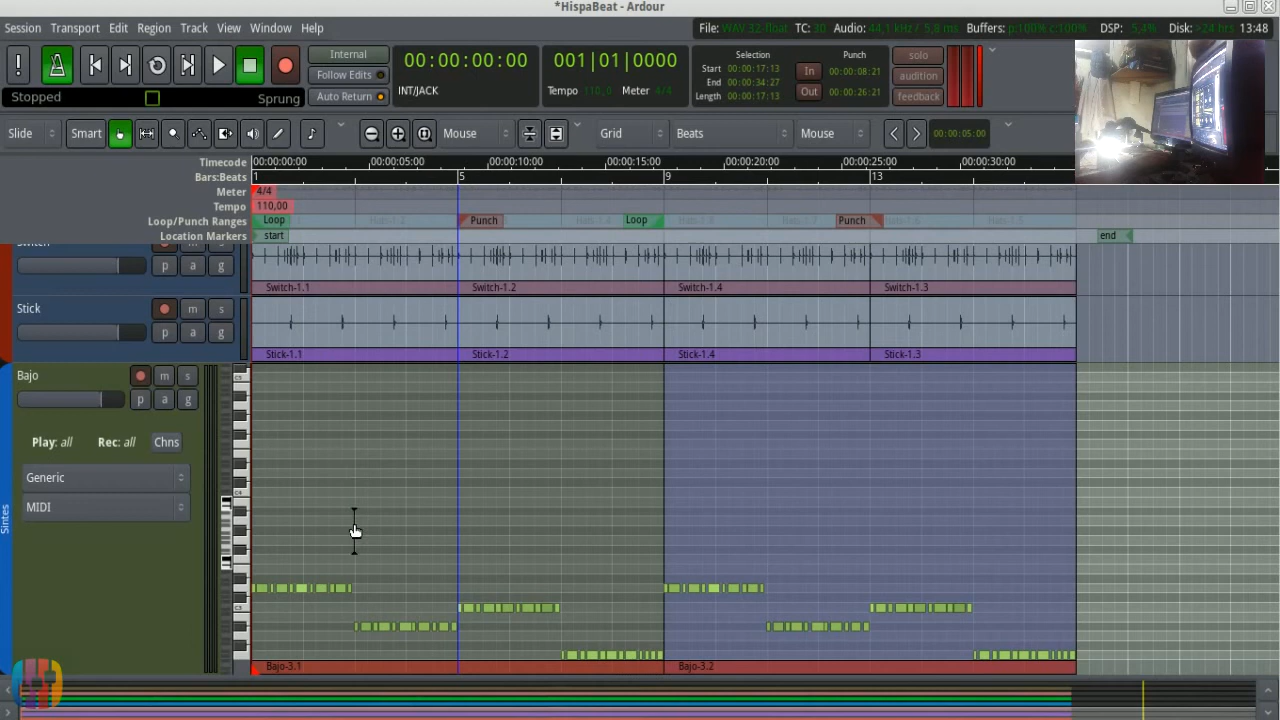 *HispaBeat - Ardour
Session Transport Edit Region Track View Window Help
File: WAV 32-float TC: 30 Audio: 44,1 kHz / 5,8 ms Buffers: p:100% c:100% DSP: 5,4% Disk: >24 hrs 13:48
Internal
Follow Edits
Auto Return
00:00:00:00
INT/JACK
001|01|0000
Tempo 110,0 Meter 4/4
Selection
Start 00:00:17:13
End 00:00:34:27
Length 00:00:17:13
Punch
In 00:00:08:21
Out 00:00:26:21
solo
audition
feedback
Stopped Sprung
Slide Smart Mouse Grid Beats Mouse 00:00:05:00
Timecode 00:00:00:00 00:00:05:00 00:00:10:00 00:00:15:00 00:00:20:00 00:00:25:00 00:00:30:00
Bars:Beats 1 5 9 13
Meter 4/4
Tempo 110,00
Loop/Punch Ranges Loop Punch Loop Punch
Location Markers start end
p a g
Switch-1.1 Switch-1.2 Switch-1.4 Switch-1.3
Stick m s
p a g
Stick-1.1 Stick-1.2 Stick-1.4 Stick-1.3
Bajo m s
p a g
C5
Play: all Rec: all Chns
Generic
C4
MIDI
Sintes
C3
Bajo-3.1 Bajo-3.2